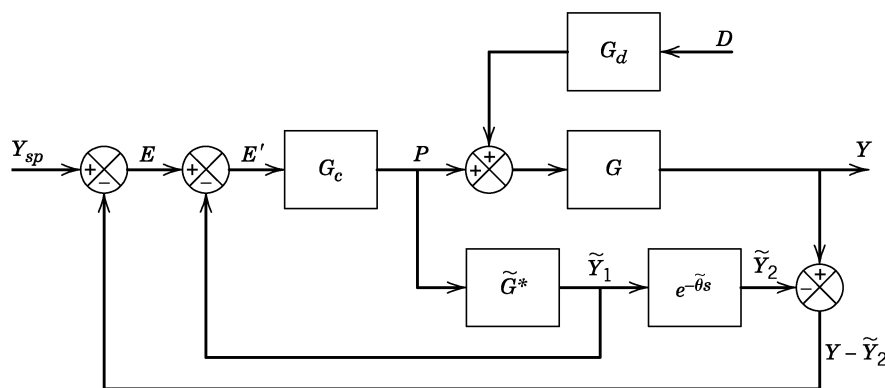 G_d
D
Y_sp
+
−
E
+
−
E′
G_c
P
+
+
G
Y
G̃*
Ỹ_1
e^−θ̃s
Ỹ_2
+
−
Y − Ỹ_2